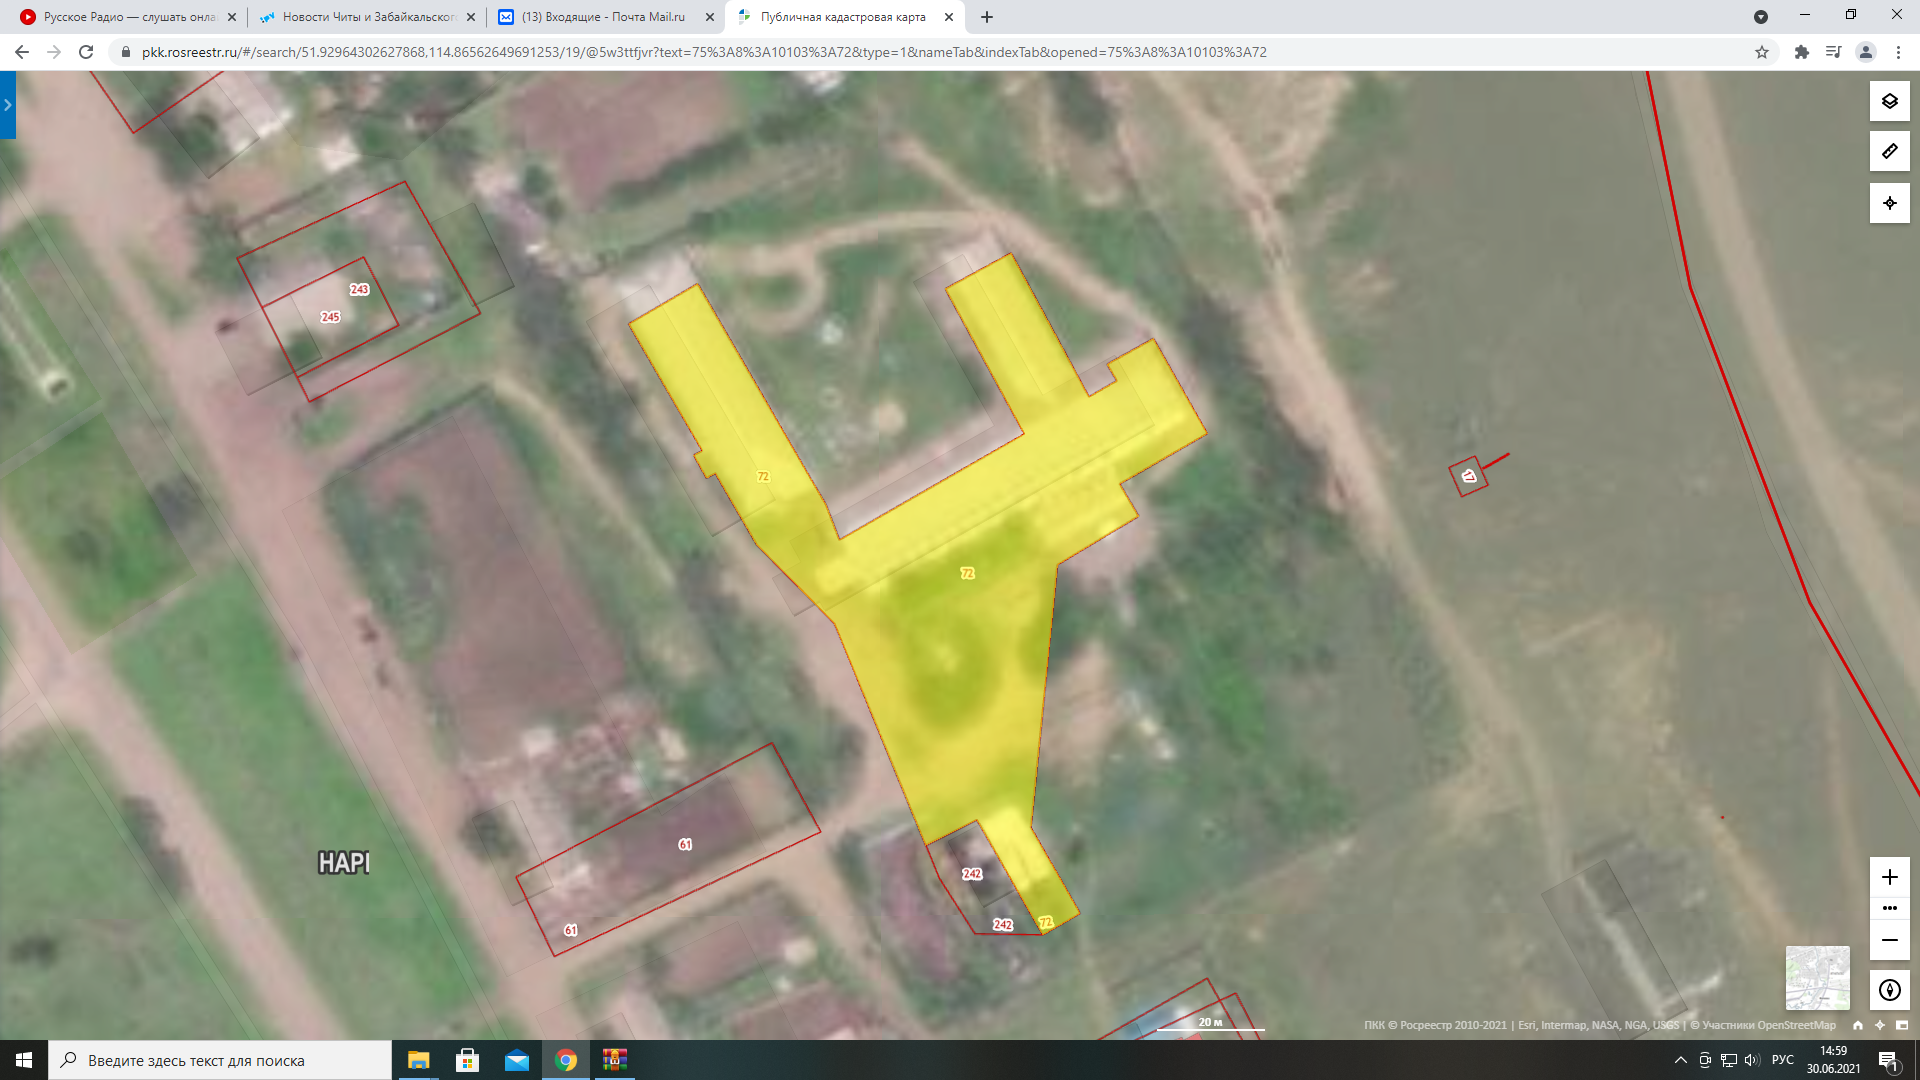 Русское Радио — слушать онла
Новости Читы и Забайкальског
(13) Входящие - Почта Mail.ru
Публичная кадастровая карта
pkk.rosreestr.ru/#/search/51.92964302627868,114.86562649691253/19/@5w3ttfjvr?text=75%3A8%3A10103%3A72&type=1&nameTab&indexTab&opened=75%3A8%3A10103%3A72
243
245
72
17
72
61
НАРІ
242
61
242
72
20 м
ПКК © Росреестр 2010-2021 | Esri, Intermap, NASA, NGA, USGS | © Участники OpenStreetMap
Введите здесь текст для поиска
РУС
14:59
30.06.2021
1